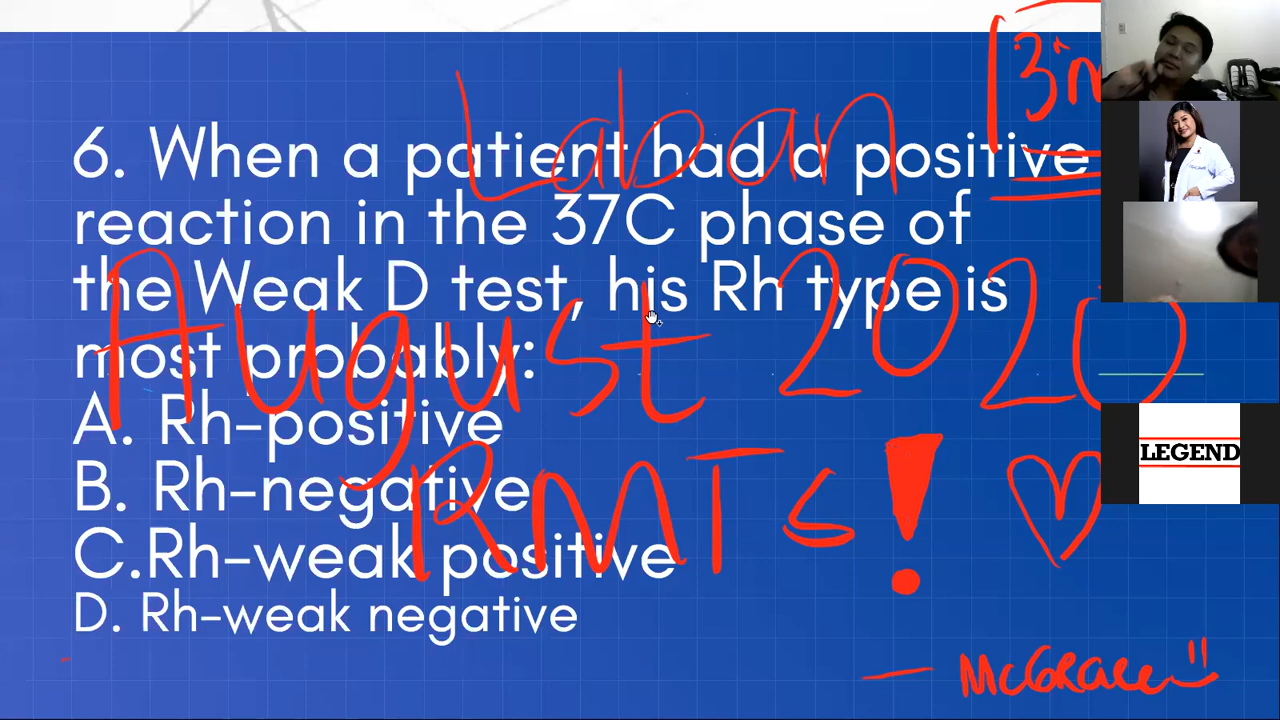 6. When a patient had a positive
reaction in the 37C phase of
the Weak D test, his Rh type is
most probably:
A. Rh-positive
B. Rh-negative
C.Rh-weak positive
D. Rh-weak negative
Laban
August 2020
RMTs!
— McGrace
LEGEND